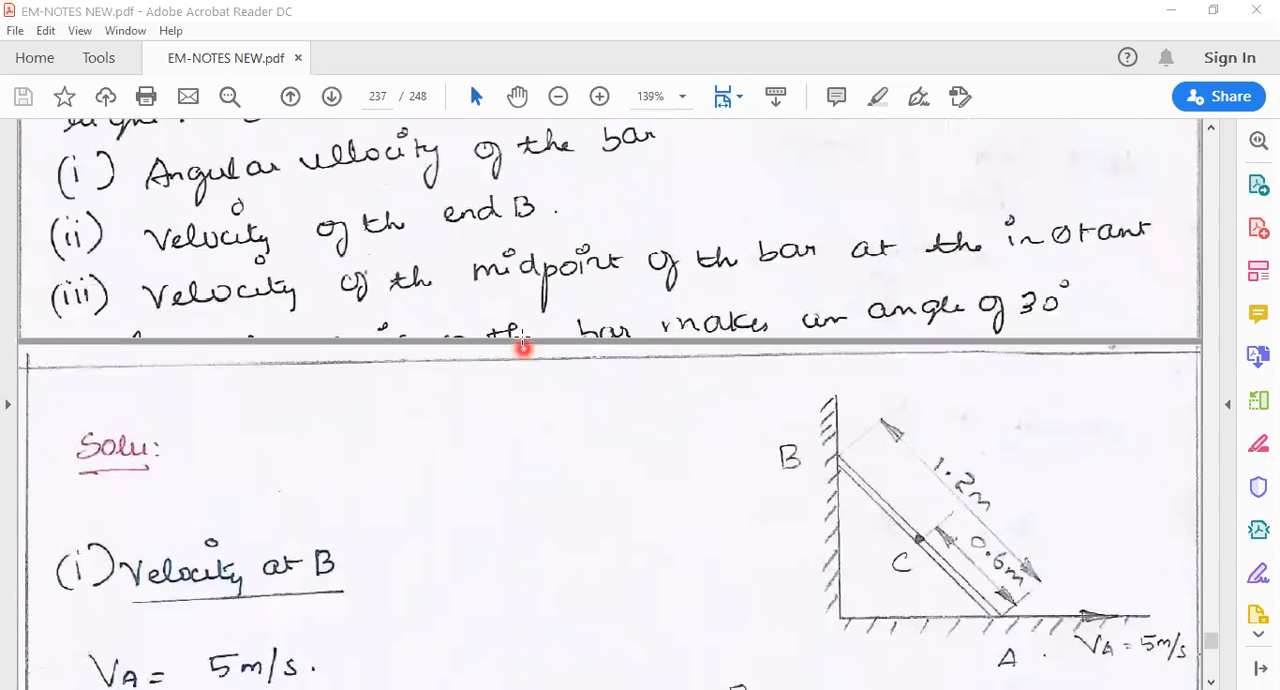 EM-NOTES NEW.pdf - Adobe Acrobat Reader DC
File Edit View Window Help
Home Tools EM-NOTES NEW.pdf × Sign In
237 / 248 139% Share
(i) Angular vellocity of the bar
(ii) Velocity of the end B.
(iii) Velocity of the midpoint of the bar at the instant
the bar makes an angle of 30°
Solu:
B
1.2m
0.6m
C
(i) Velocity at B
VA = 5m/s
A
VA = 5m/s.